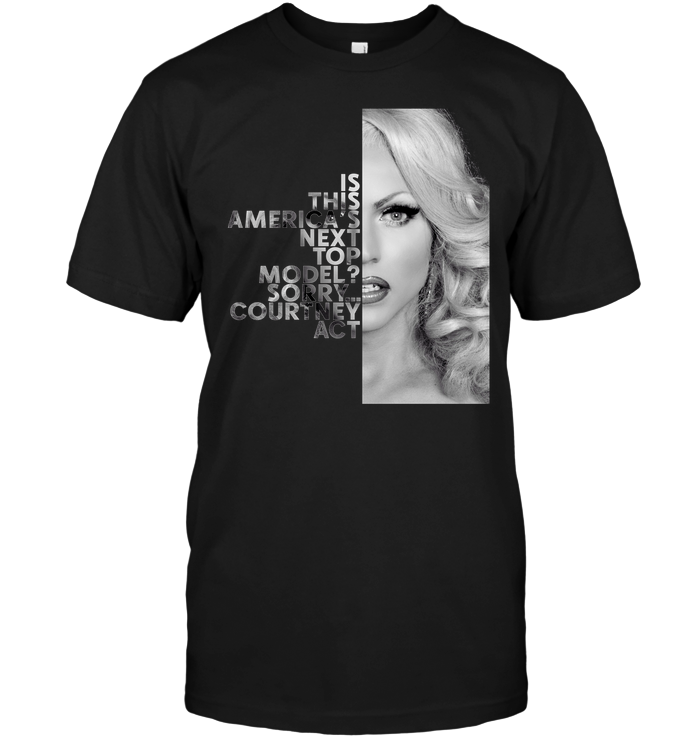 IS
THIS
AMERICA'S
NEXT
TOP
MODEL?
SORRY...
COURTNEY
ACT